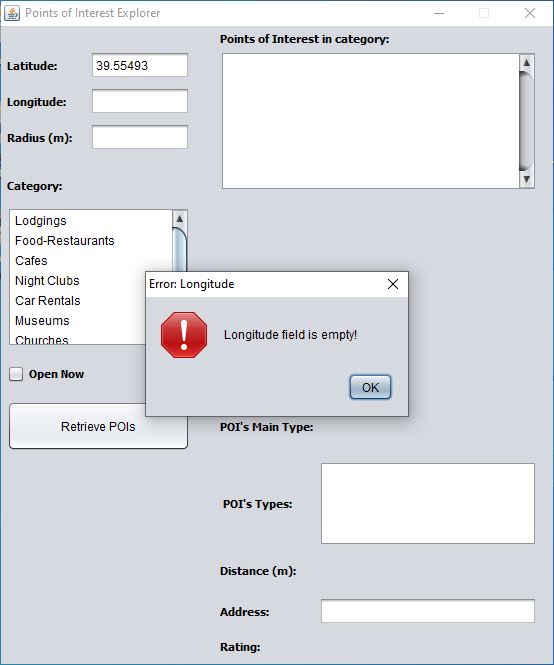 Points of Interest Explorer
Points of Interest in category:
Latitude:
39.55493
Longitude:
Radius (m):
Category:
Lodgings
Food-Restaurants
Cafes
Night Clubs
Car Rentals
Museums
Churches
Open Now
Retrieve POIs
Error: Longitude
Longitude field is empty!
OK
POI's Main Type:
POI's Types:
Distance (m):
Address:
Rating: